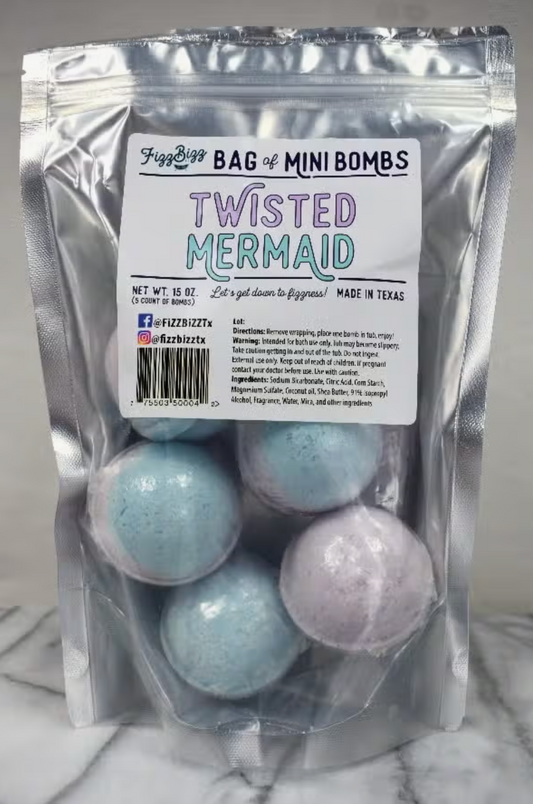 FizzBizz BAG of MINI BOMBS
TWISTED
MERMAID
NET WT. 15 OZ. Let's get down to fizzness! MADE IN TEXAS
(5 COUNT OF BOMBS)
@FiZZBiZZTx
@fizzbizztx
Lot:
Directions: Remove wrapping, place one bomb in tub, enjoy!
Warning: Intended for bath use only. Tub may become slippery.
Take caution getting in and out of the tub. Do not ingest.
External use only. Keep out of reach of children. If pregnant
contact your doctor before use. Use with caution.
Ingredients: Sodium Bicarbonate, Citric Acid, Corn Starch,
Magnesium Sulfate, Coconut oil, Shea Butter, 91% isopropyl
Alcohol, Fragrance, Water, Mica, and other ingredients
75503 50004